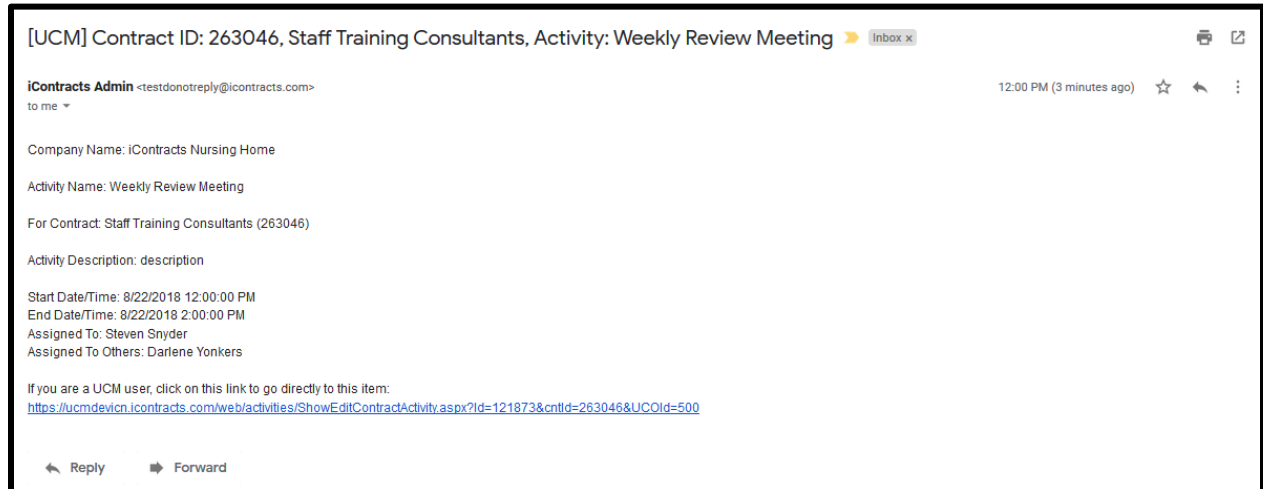 [UCM] Contract ID: 263046, Staff Training Consultants, Activity: Weekly Review Meeting Inbox x
iContracts Admin <testdonotreply@icontracts.com> 12:00 PM (3 minutes ago)
to me
Company Name: iContracts Nursing Home
Activity Name: Weekly Review Meeting
For Contract: Staff Training Consultants (263046)
Activity Description: description
Start Date/Time: 8/22/2018 12:00:00 PM
End Date/Time: 8/22/2018 2:00:00 PM
Assigned To: Steven Snyder
Assigned To Others: Darlene Yonkers
If you are a UCM user, click on this link to go directly to this item:
https://ucmdevicn.icontracts.com/web/activities/ShowEditContractActivity.aspx?Id=121873&cntId=263046&UCOId=500
Reply Forward